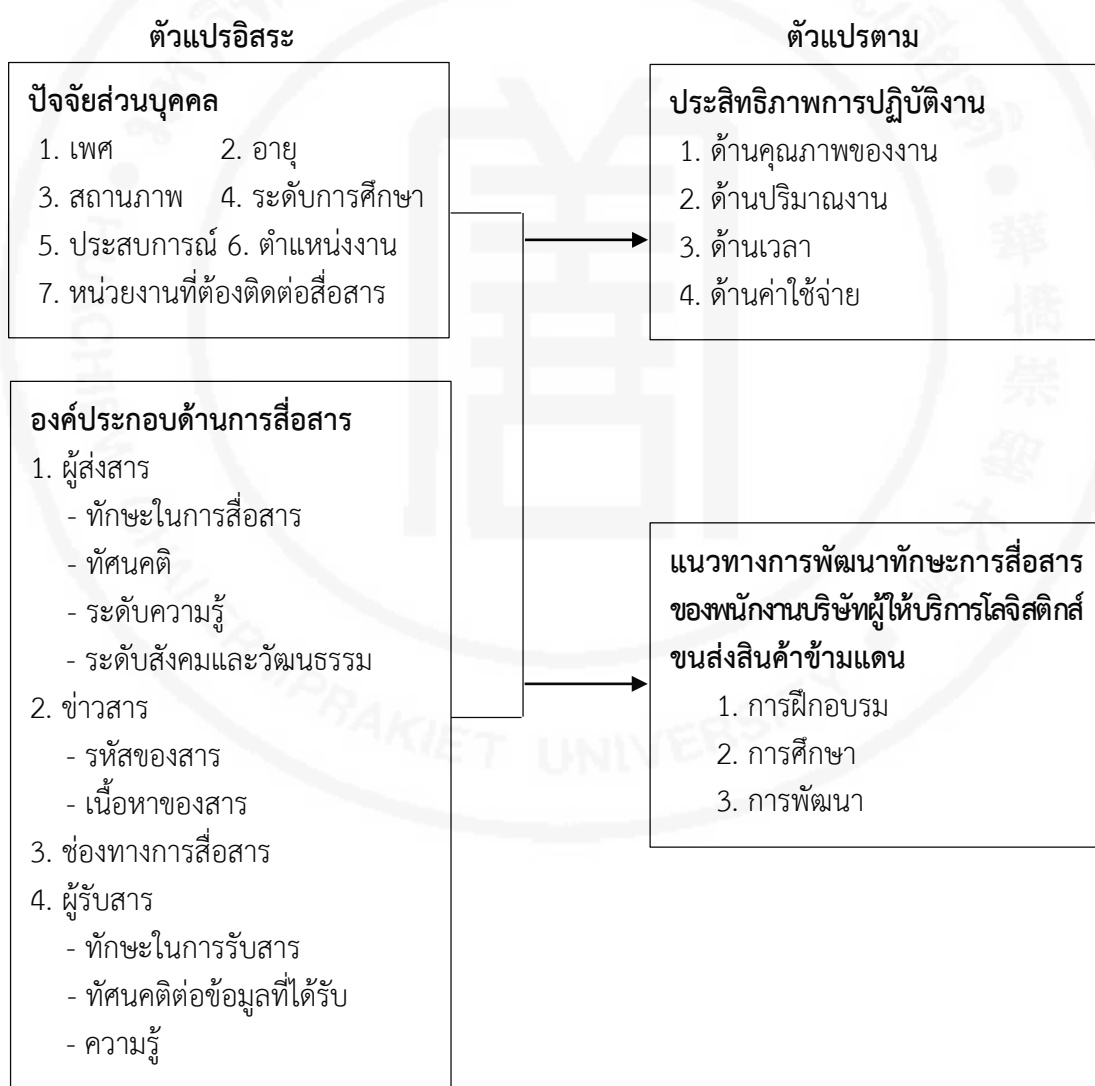 ตัวแปรอิสระ
ปัจจัยส่วนบุคคล
1. เพศ 2. อายุ
3. สถานภาพ 4. ระดับการศึกษา
5. ประสบการณ์ 6. ตำแหน่งงาน
7. หน่วยงานที่ต้องติดต่อสื่อสาร
องค์ประกอบด้านการสื่อสาร
1. ผู้ส่งสาร
- ทักษะในการสื่อสาร
- ทัศนคติ
- ระดับความรู้
- ระดับสังคมและวัฒนธรรม
2. ข่าวสาร
- รหัสของสาร
- เนื้อหาของสาร
3. ช่องทางการสื่อสาร
4. ผู้รับสาร
- ทักษะในการรับสาร
- ทัศนคติต่อข้อมูลที่ได้รับ
- ความรู้
ตัวแปรตาม
ประสิทธิภาพการปฏิบัติงาน
1. ด้านคุณภาพของงาน
2. ด้านปริมาณงาน
3. ด้านเวลา
4. ด้านค่าใช้จ่าย
แนวทางการพัฒนาทักษะการสื่อสาร
ของพนักงานบริษัทผู้ให้บริการโลจิสติกส์
ขนส่งสินค้าข้ามแดน
1. การฝึกอบรม
2. การศึกษา
3. การพัฒนา
華僑崇聖大
UNIVERSITY